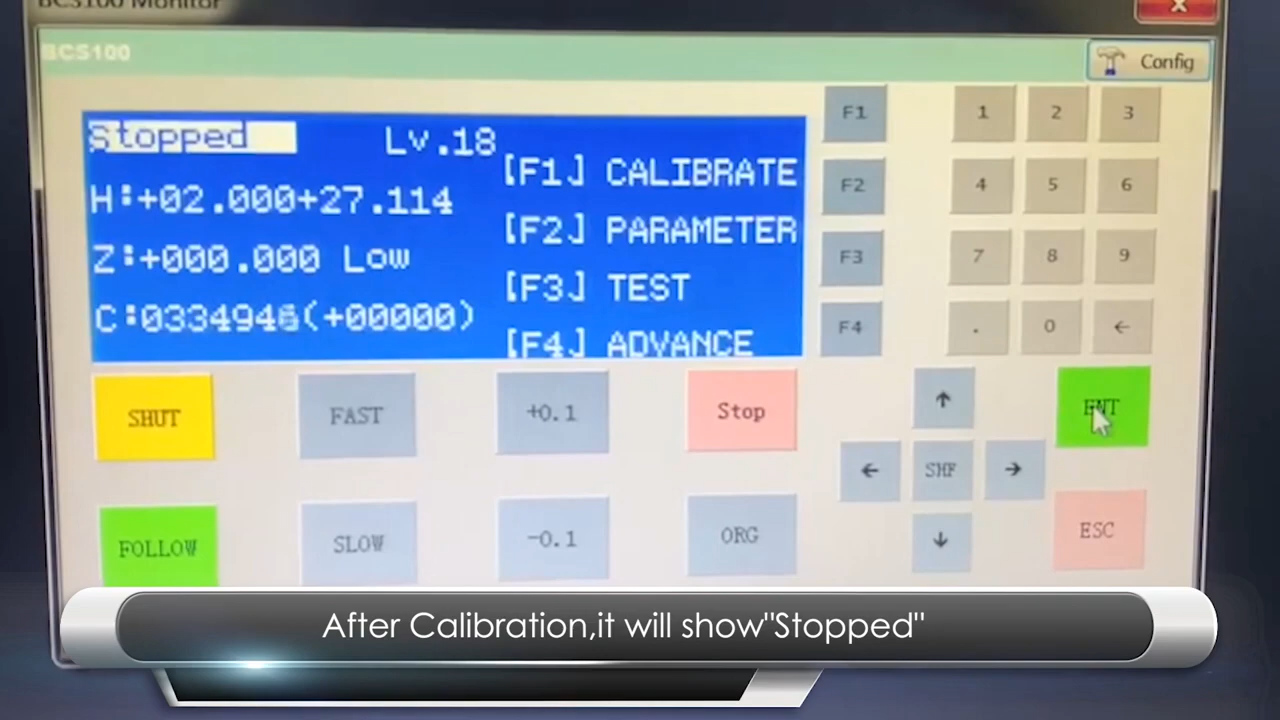 BCS100 Monitor
X
BCS100
Config
Stopped Lv.18
H:+02.000+27.114
Z:+000.000 Low
C:0334946(+00000)
[F1] CALIBRATE
[F2] PARAMETER
[F3] TEST
[F4] ADVANCE
F1 1 2 3
F2 4 5 6
F3 7 8 9
F4 . 0 ←
SHUT FAST +0.1 Stop ↑ ENT
← SHF →
FOLLOW SLOW -0.1 ORG ↓ ESC
After Calibration,it will show"Stopped"